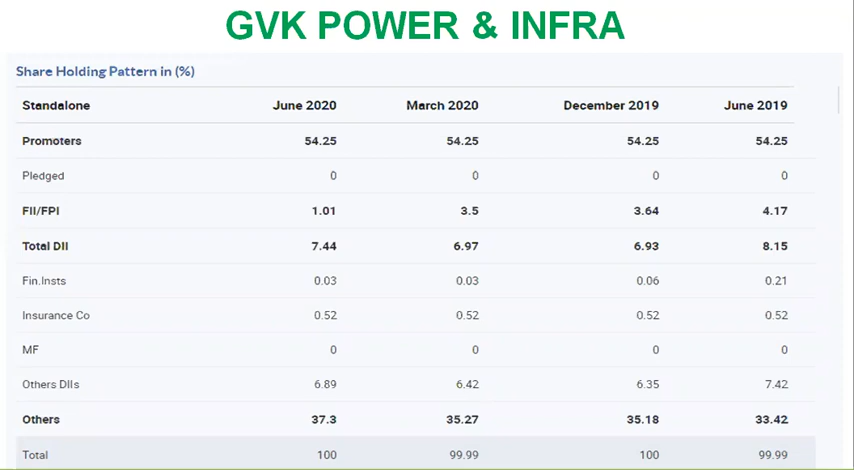 GVK POWER & INFRA
Share Holding Pattern in (%)
Standalone June 2020 March 2020 December 2019 June 2019
Promoters 54.25 54.25 54.25 54.25
Pledged 0 0 0 0
FII/FPI 1.01 3.5 3.64 4.17
Total DII 7.44 6.97 6.93 8.15
Fin.Insts 0.03 0.03 0.06 0.21
Insurance Co 0.52 0.52 0.52 0.52
MF 0 0 0 0
Others DIIs 6.89 6.42 6.35 7.42
Others 37.3 35.27 35.18 33.42
Total 100 99.99 100 99.99